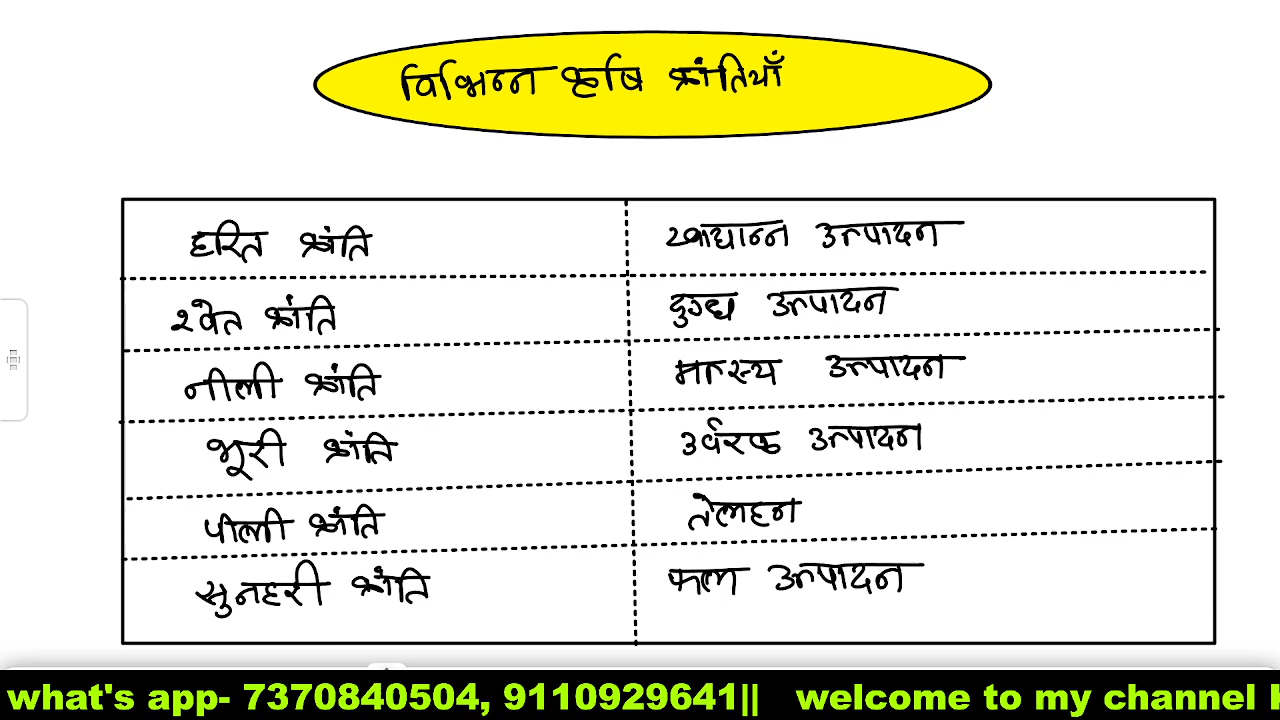 विभिन्न कृषि क्रांतियाँ
हरित क्रांति खाद्यान्न उत्पादन
श्वेत क्रांति दुग्ध उत्पादन
नीली क्रांति मत्स्य उत्पादन
भूरी क्रांति उर्वरक उत्पादन
पीली क्रांति तेलहन
सुनहरी क्रांति फल उत्पादन
what's app- 7370840504, 9110929641|| welcome to my channel